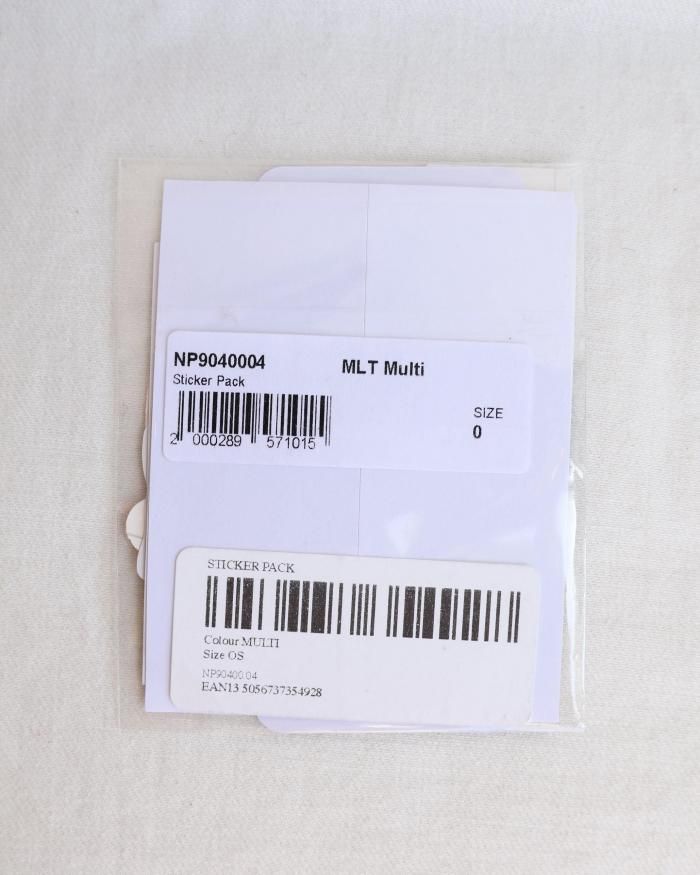 NP9040004 MLT Multi
Sticker Pack
SIZE
0
2 000289 571015
STICKER PACK
Colour MULTI
Size OS
NP90400 04
EAN13 5056737354928